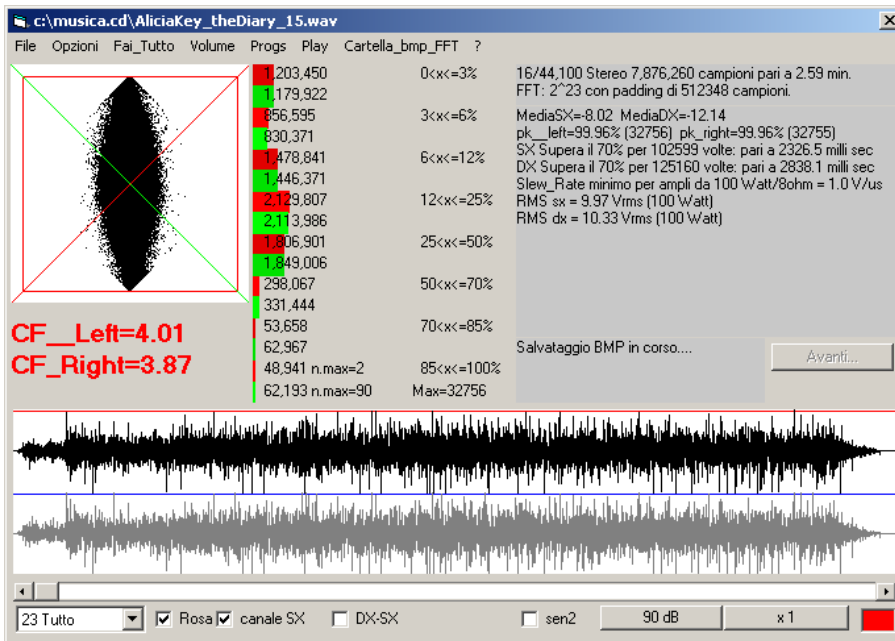 c:\musica.cd\AliciaKey_theDiary_15.wav
File Opzioni Fai_Tutto Volume Progs Play Cartella_bmp_FFT ?
1,203,450 0<x<=3%
1,179,922
856,595 3<x<=6%
830,371
1,478,841 6<x<=12%
1,446,371
2,129,807 12<x<=25%
2,113,986
1,806,901 25<x<=50%
1,849,006
298,067 50<x<=70%
331,444
53,658 70<x<=85%
62,967
48,941 n.max=2 85<x<=100%
62,193 n.max=90 Max=32756
CF__Left=4.01
CF_Right=3.87
16/44,100 Stereo 7,876,260 campioni pari a 2.59 min.
FFT: 2^23 con padding di 512348 campioni.
MediaSX=-8.02 MediaDX=-12.14
pk__left=99.96% (32756) pk_right=99.96% (32755)
SX Supera il 70% per 102599 volte: pari a 2326.5 milli sec
DX Supera il 70% per 125160 volte: pari a 2838.1 milli sec
Slew_Rate minimo per ampli da 100 Watt/8ohm = 1.0 V/us
RMS sx = 9.97 Vrms (100 Watt)
RMS dx = 10.33 Vrms (100 Watt)
Salvataggio BMP in corso....
Avanti...
23 Tutto Rosa canale SX DX-SX sen2 90 dB x 1